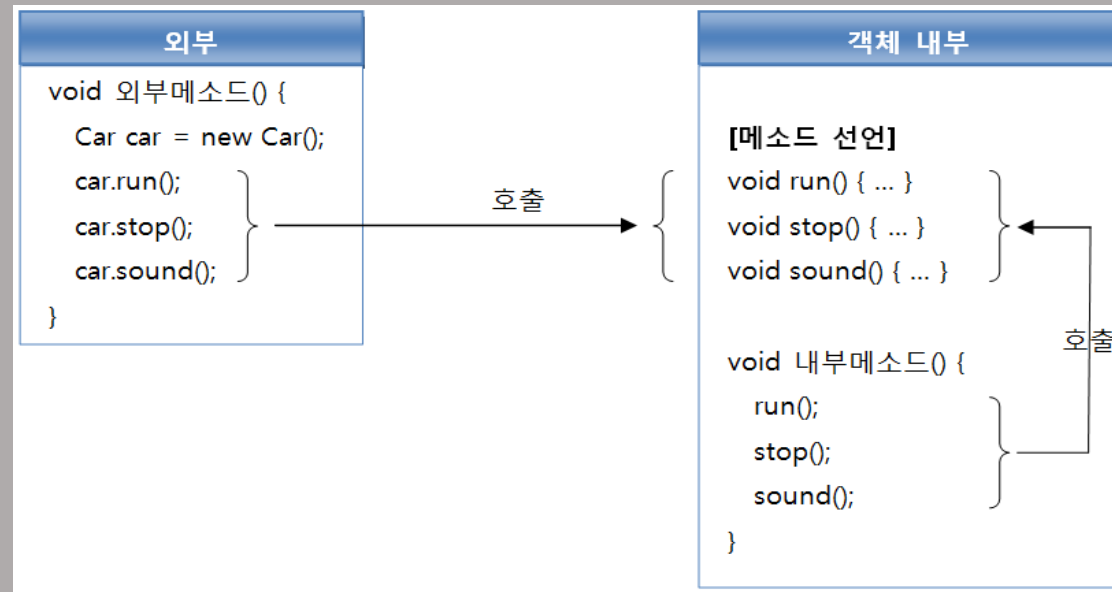 외부
void 외부메소드() {
Car car = new Car();
car.run();
car.stop();
car.sound();
}
호출
객체 내부
[메소드 선언]
void run() { ... }
void stop() { ... }
void sound() { ... }
호출
void 내부메소드() {
run();
stop();
sound();
}